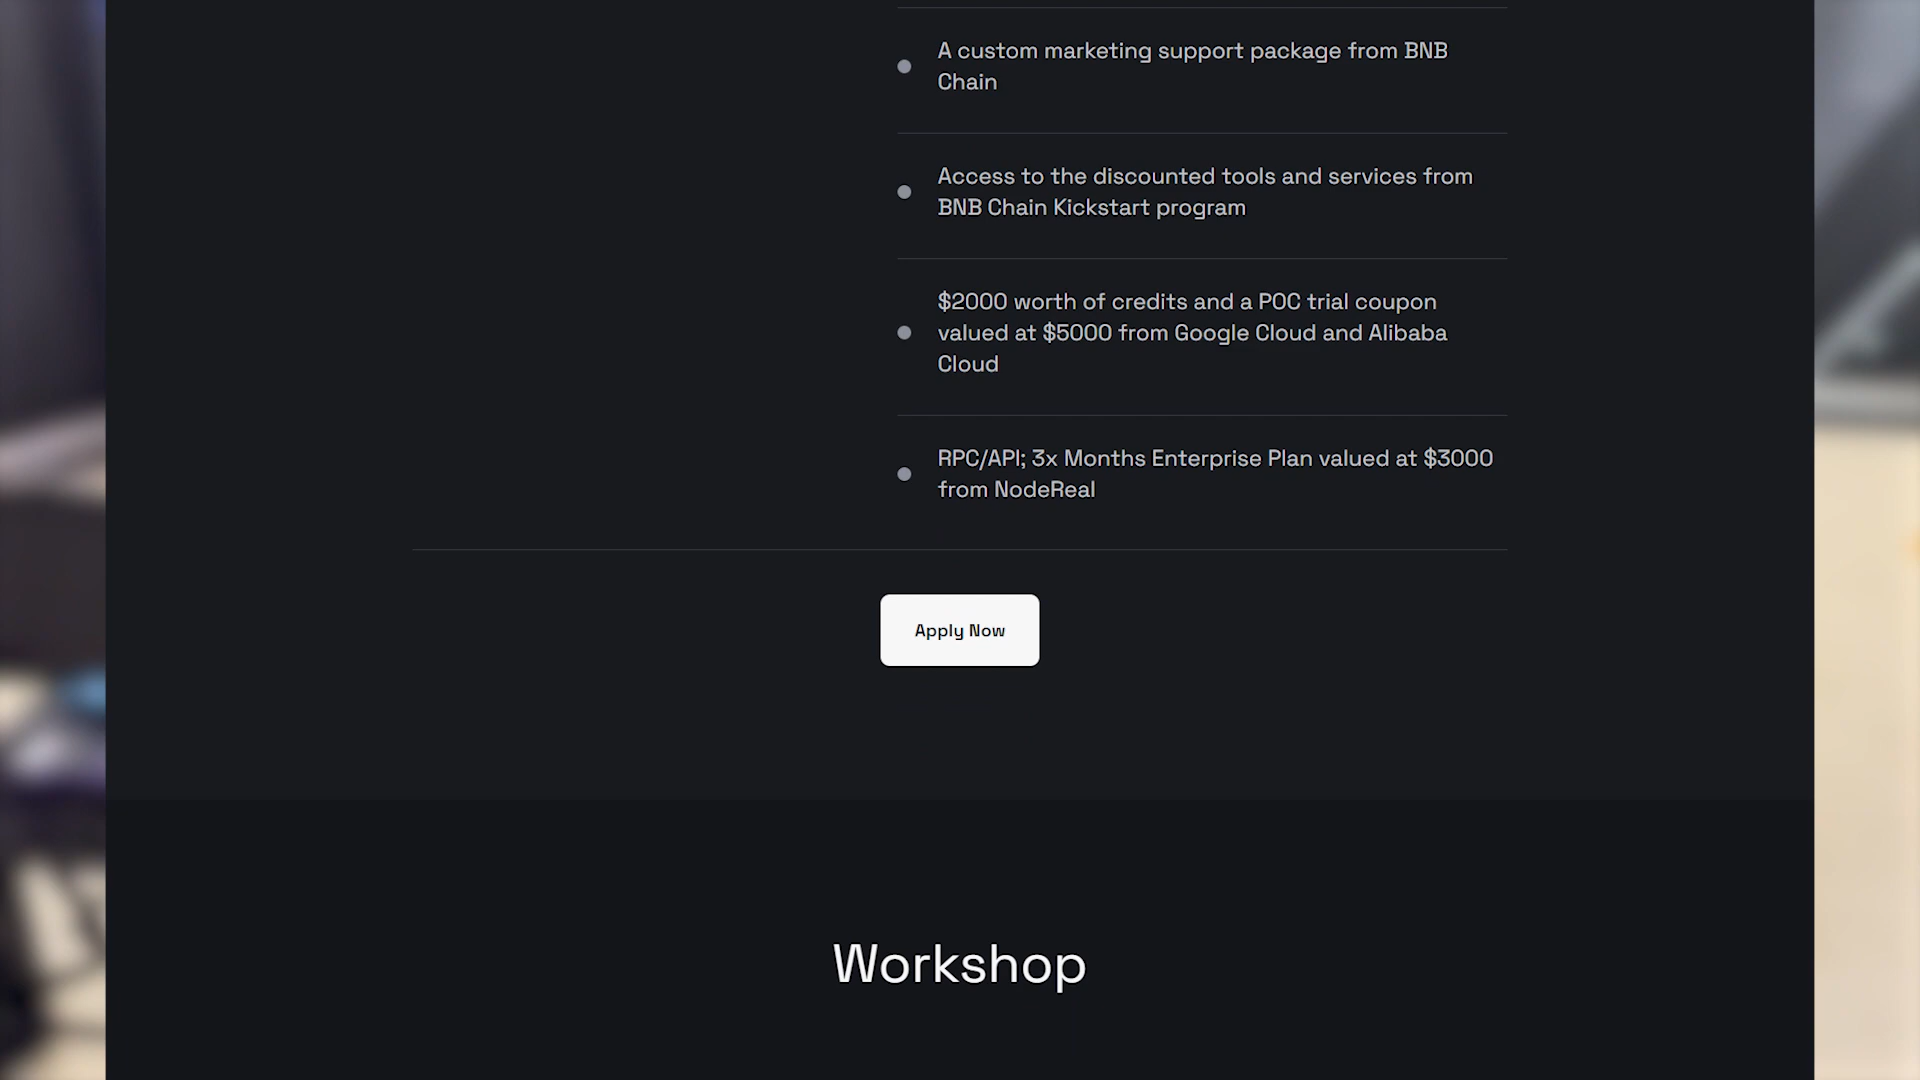 A custom marketing support package from BNB
Chain
Access to the discounted tools and services from
BNB Chain Kickstart program
$2000 worth of credits and a POC trial coupon
valued at $5000 from Google Cloud and Alibaba
Cloud
RPC/API; 3x Months Enterprise Plan valued at $3000
from NodeReal
Apply Now
Workshop